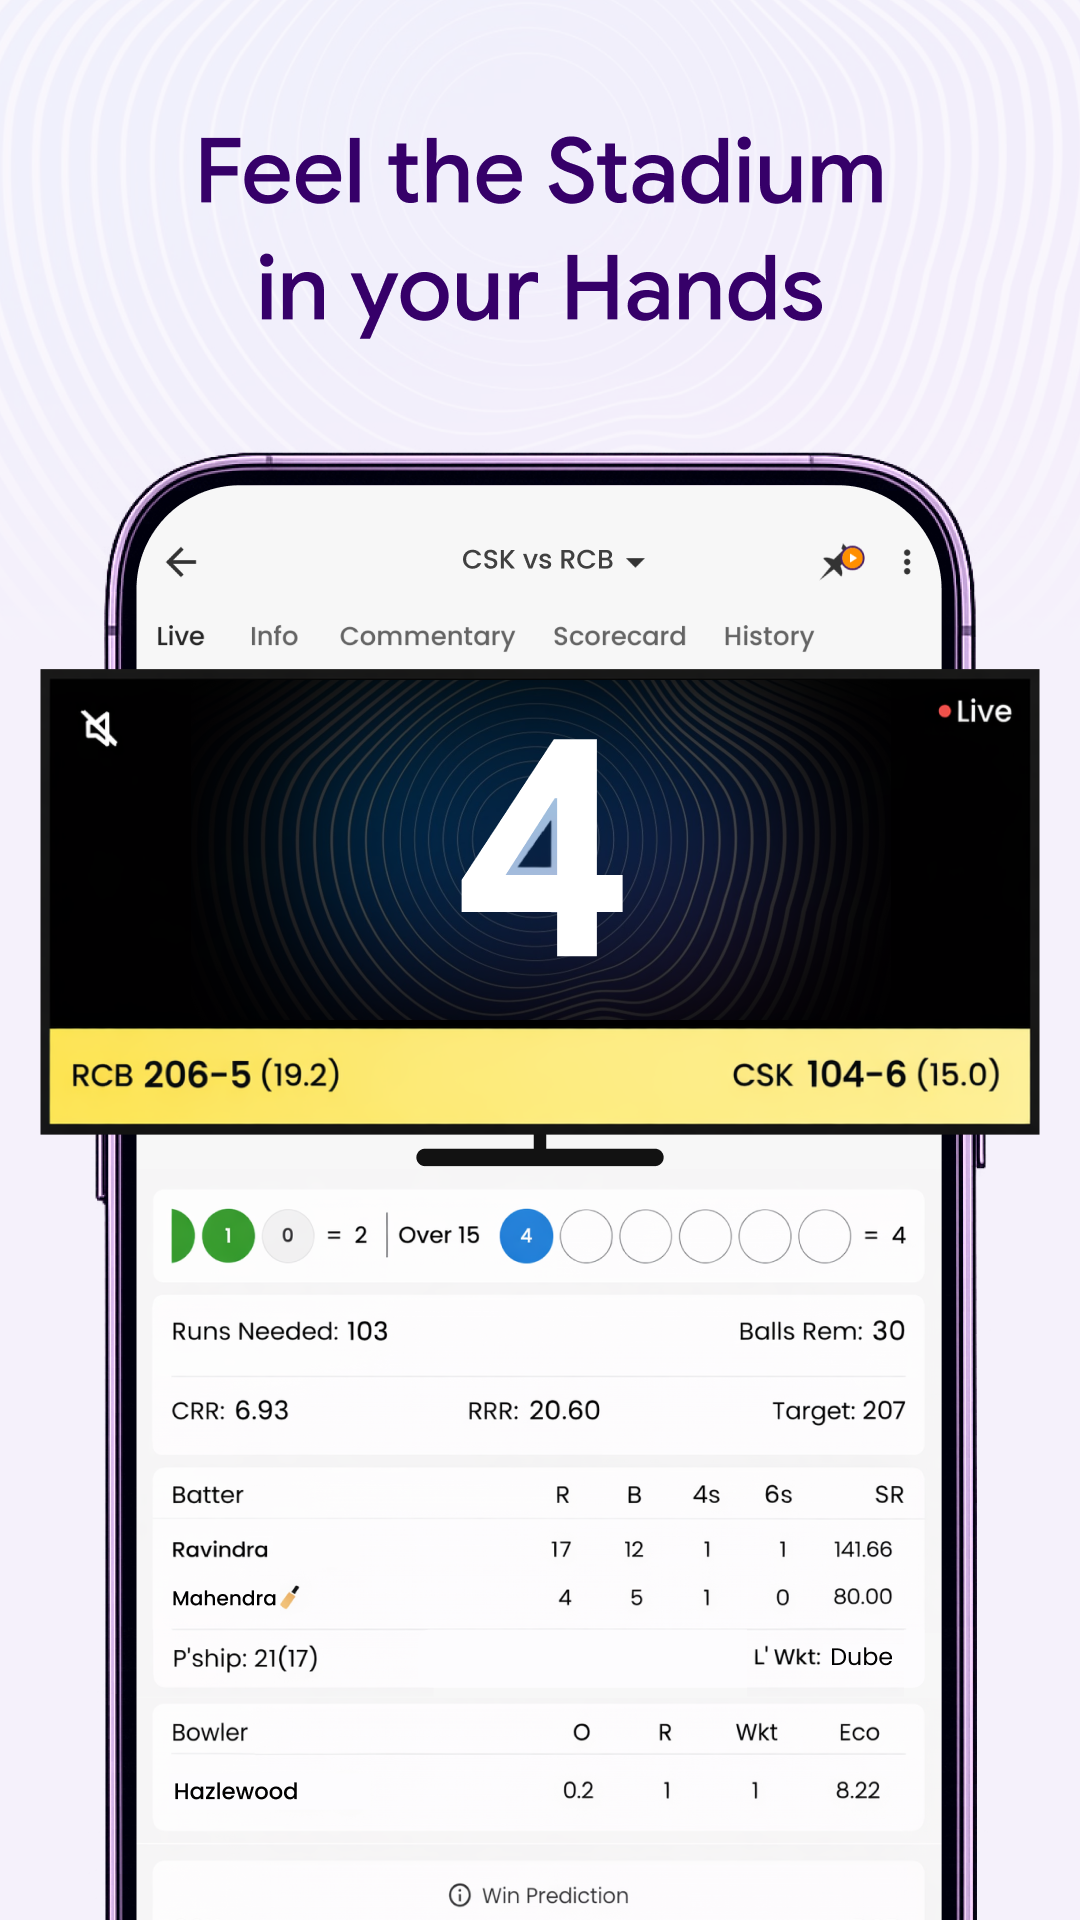 Feel the Stadium
in your Hands
CSK vs RCB
Live Info Commentary Scorecard History
Live
4
RCB 206-5 (19.2) CSK 104-6 (15.0)
1 0 = 2 Over 15 4 = 4
Runs Needed: 103 Balls Rem: 30
CRR: 6.93 RRR: 20.60 Target: 207
Batter R B 4s 6s SR
Ravindra 17 12 1 1 141.66
Mahendra 4 5 1 0 80.00
P'ship: 21(17) L' Wkt: Dube
Bowler O R Wkt Eco
Hazlewood 0.2 1 1 8.22
Win Prediction